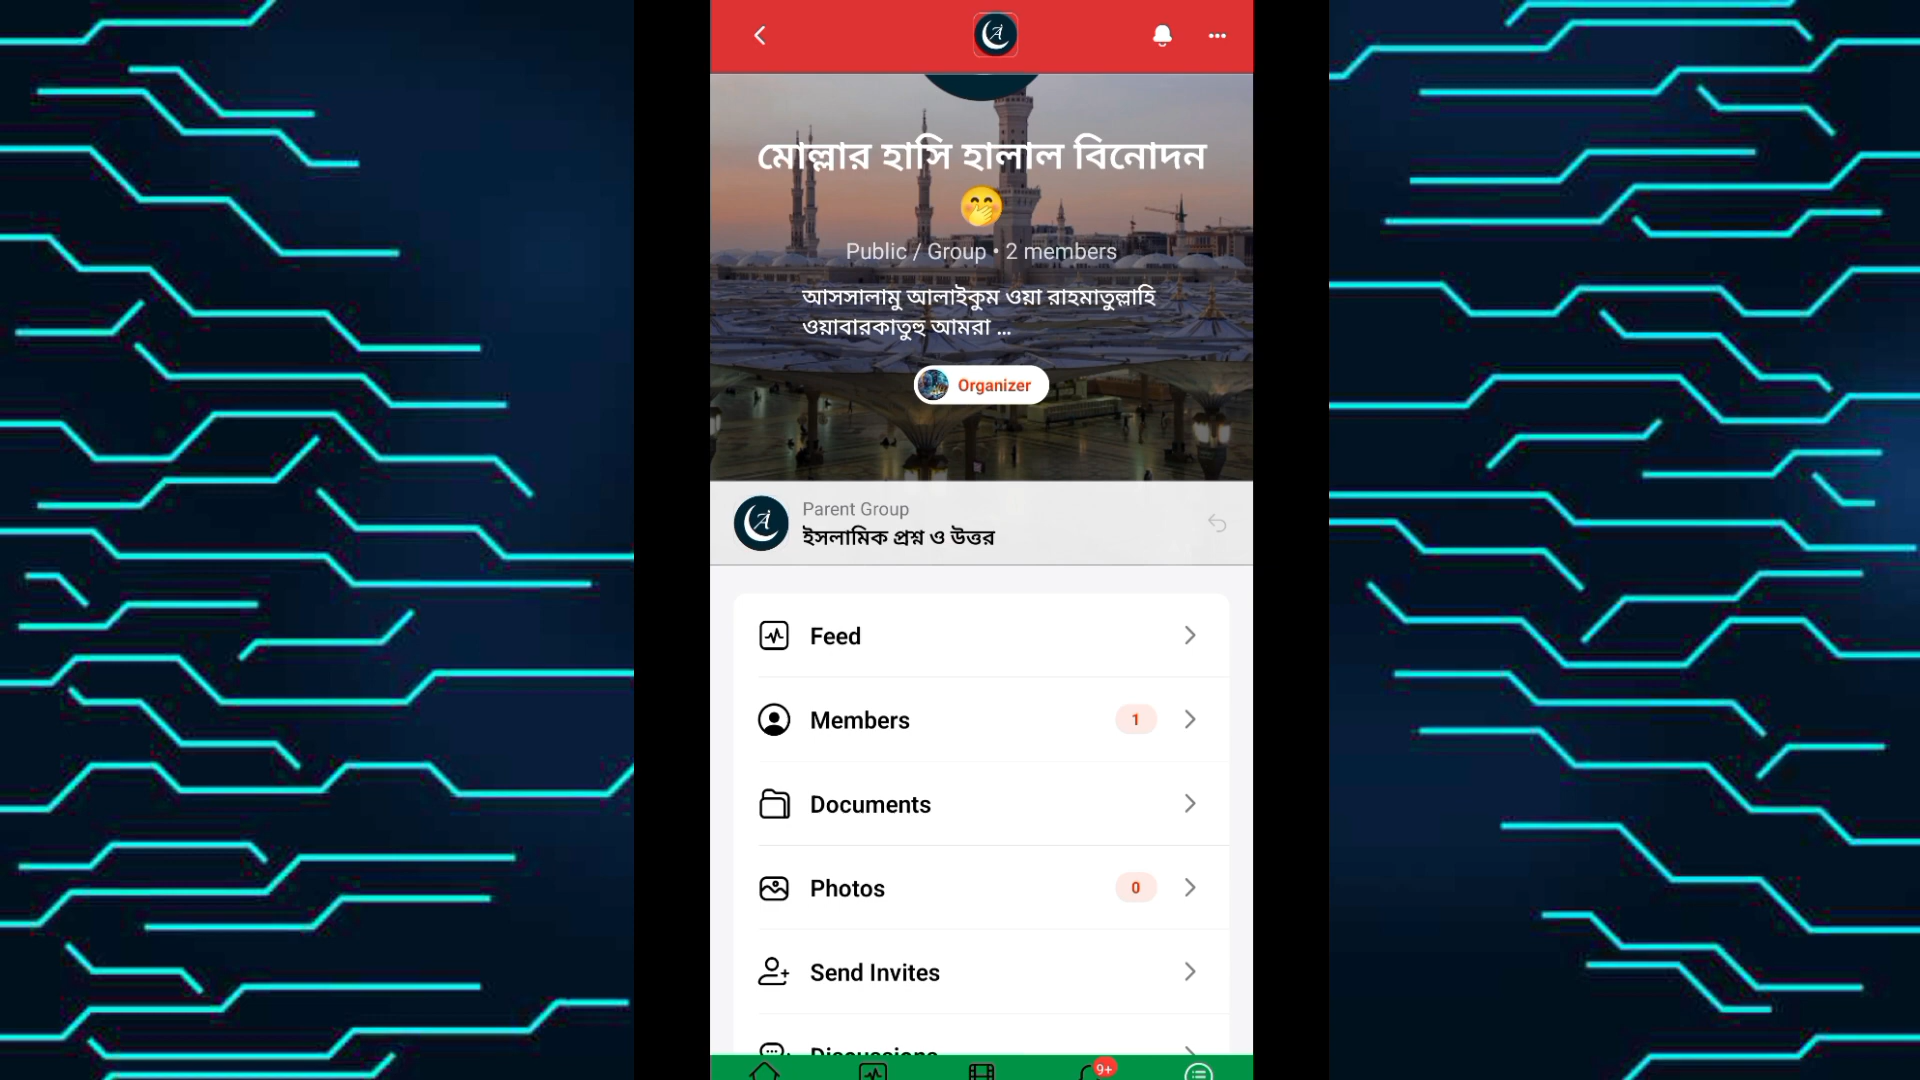 মোল্লার হাসি হালাল বিনোদন
🤭
Public / Group • 2 members
আসসালামু আলাইকুম ওয়া রাহমাতুল্লাহি
ওয়াবারকাতুহু আমরা ...
Organizer
Parent Group
ইসলামিক প্রশ্ন ও উত্তর
Feed
Members 1
Documents
Photos 0
Send Invites
Discussions
9+